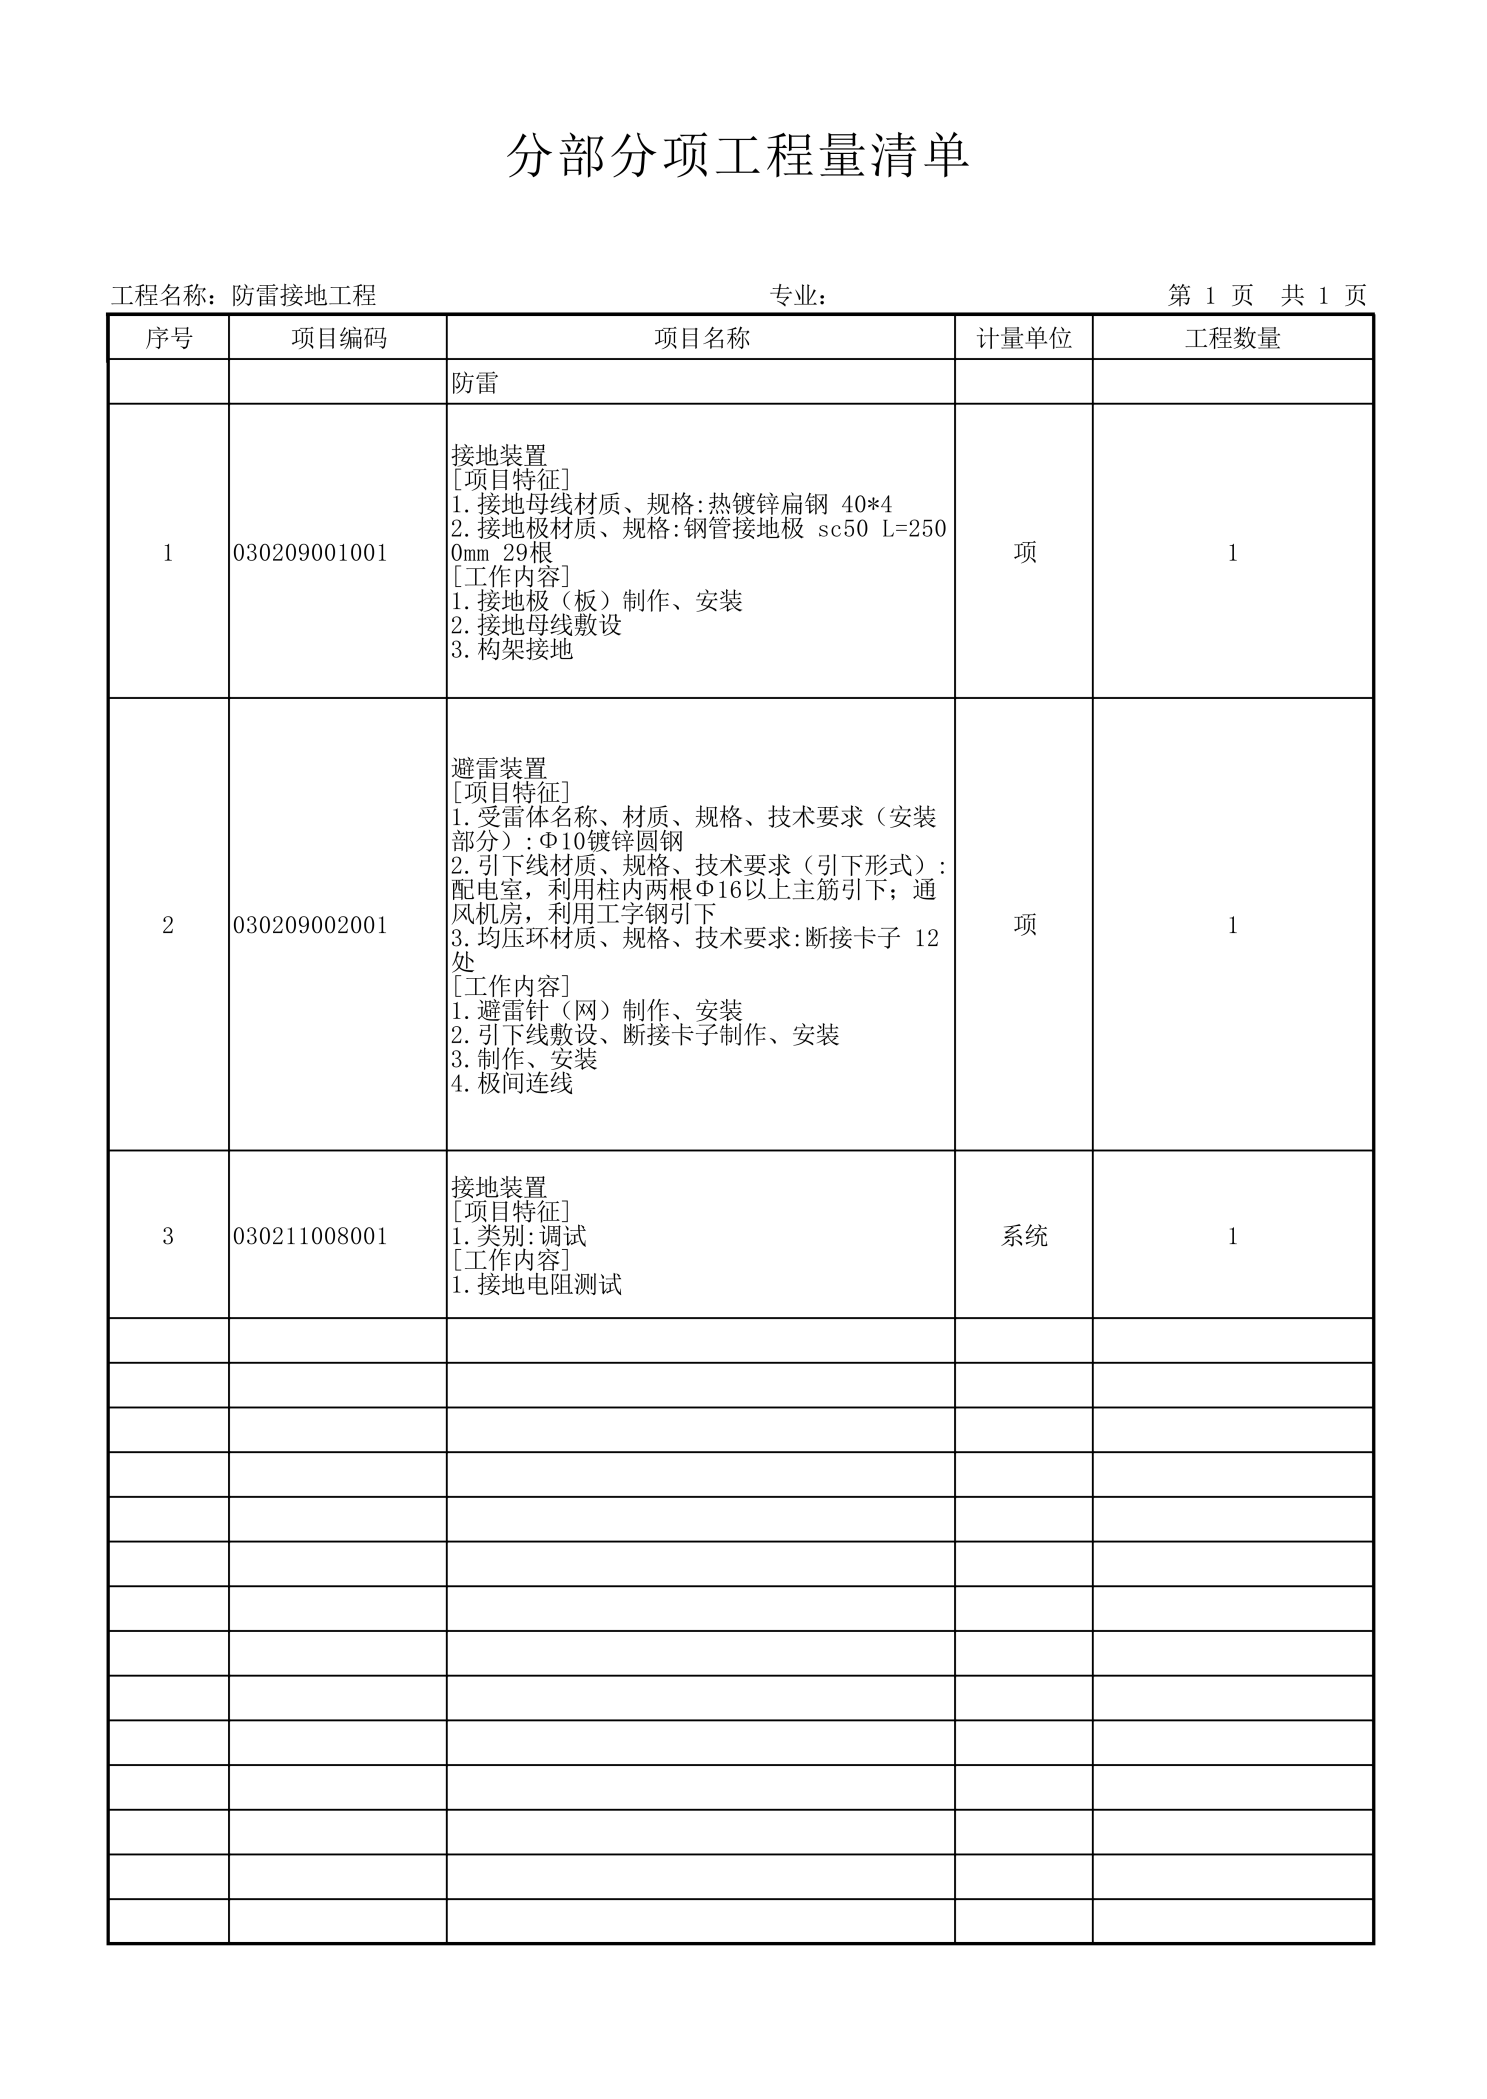 分部分项工程量清单
工程名称：防雷接地工程 专业： 第 1 页 共 1 页
序号 项目编码 项目名称 计量单位 工程数量
防雷
接地装置
[项目特征]
1.接地母线材质、规格:热镀锌扁钢 40*4
2.接地极材质、规格:钢管接地极 sc50 L=250
1 030209001001 0mm 29根 项 1
[工作内容]
1.接地极（板）制作、安装
2.接地母线敷设
3.构架接地
避雷装置
[项目特征]
1.受雷体名称、材质、规格、技术要求（安装
部分）:Φ10镀锌圆钢
2.引下线材质、规格、技术要求（引下形式）:
配电室，利用柱内两根Φ16以上主筋引下；通
风机房，利用工字钢引下
2 030209002001 项 1
3.均压环材质、规格、技术要求:断接卡子 12
处
[工作内容]
1.避雷针（网）制作、安装
2.引下线敷设、断接卡子制作、安装
3.制作、安装
4.极间连线
接地装置
[项目特征]
3 030211008001 1.类别:调试 系统 1
[工作内容]
1.接地电阻测试